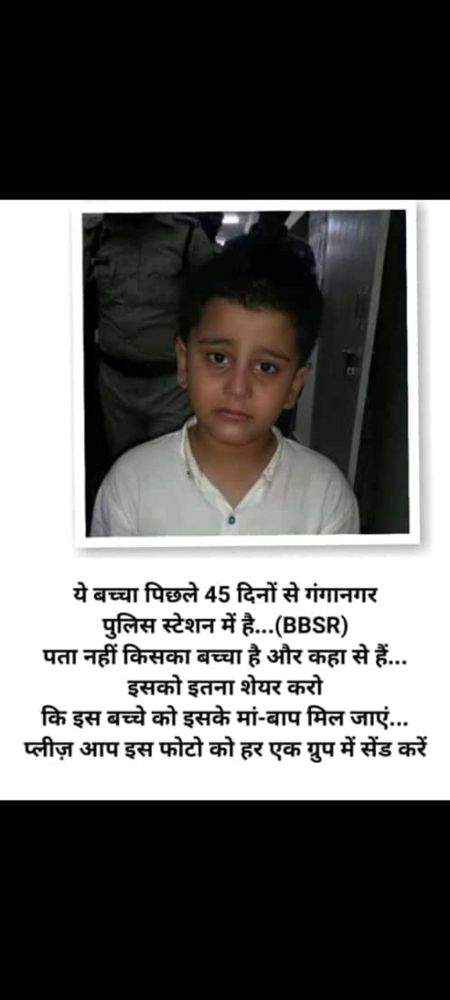 ये बच्चा पिछले 45 दिनों से गंगानगर
पुलिस स्टेशन में है...(BBSR)
पता नहीं किसका बच्चा है और कहा से हैं...
इसको इतना शेयर करो
कि इस बच्चे को इसके मां-बाप मिल जाएं...
प्लीज़ आप इस फोटो को हर एक ग्रुप में सेंड करें